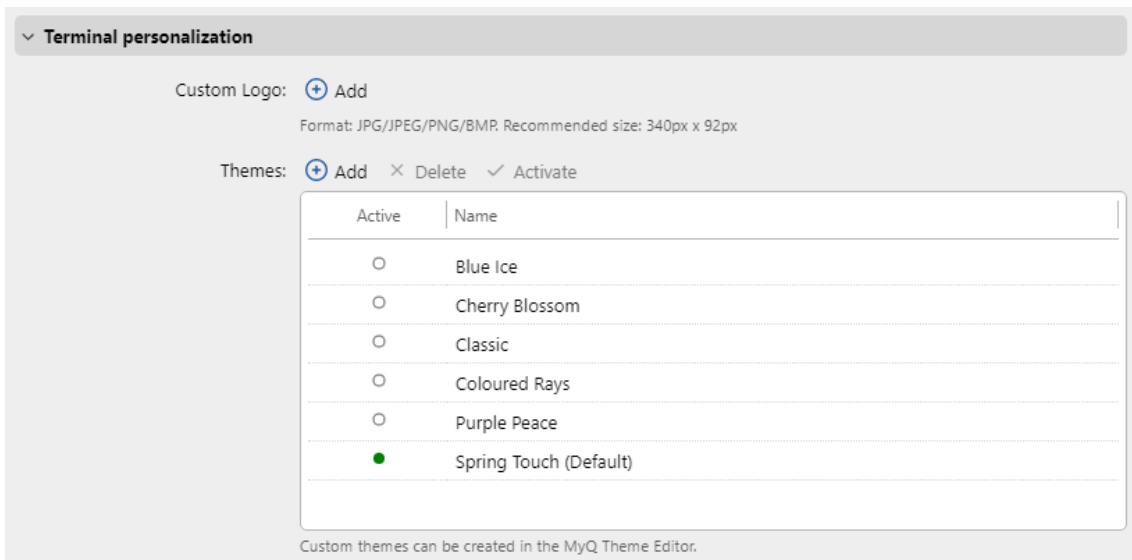 Terminal personalization
Custom Logo: Add
Format: JPG/JPEG/PNG/BMP. Recommended size: 340px x 92px
Themes: Add Delete Activate
Active Name
Blue Ice
Cherry Blossom
Classic
Coloured Rays
Purple Peace
Spring Touch (Default)
Custom themes can be created in the MyQ Theme Editor.